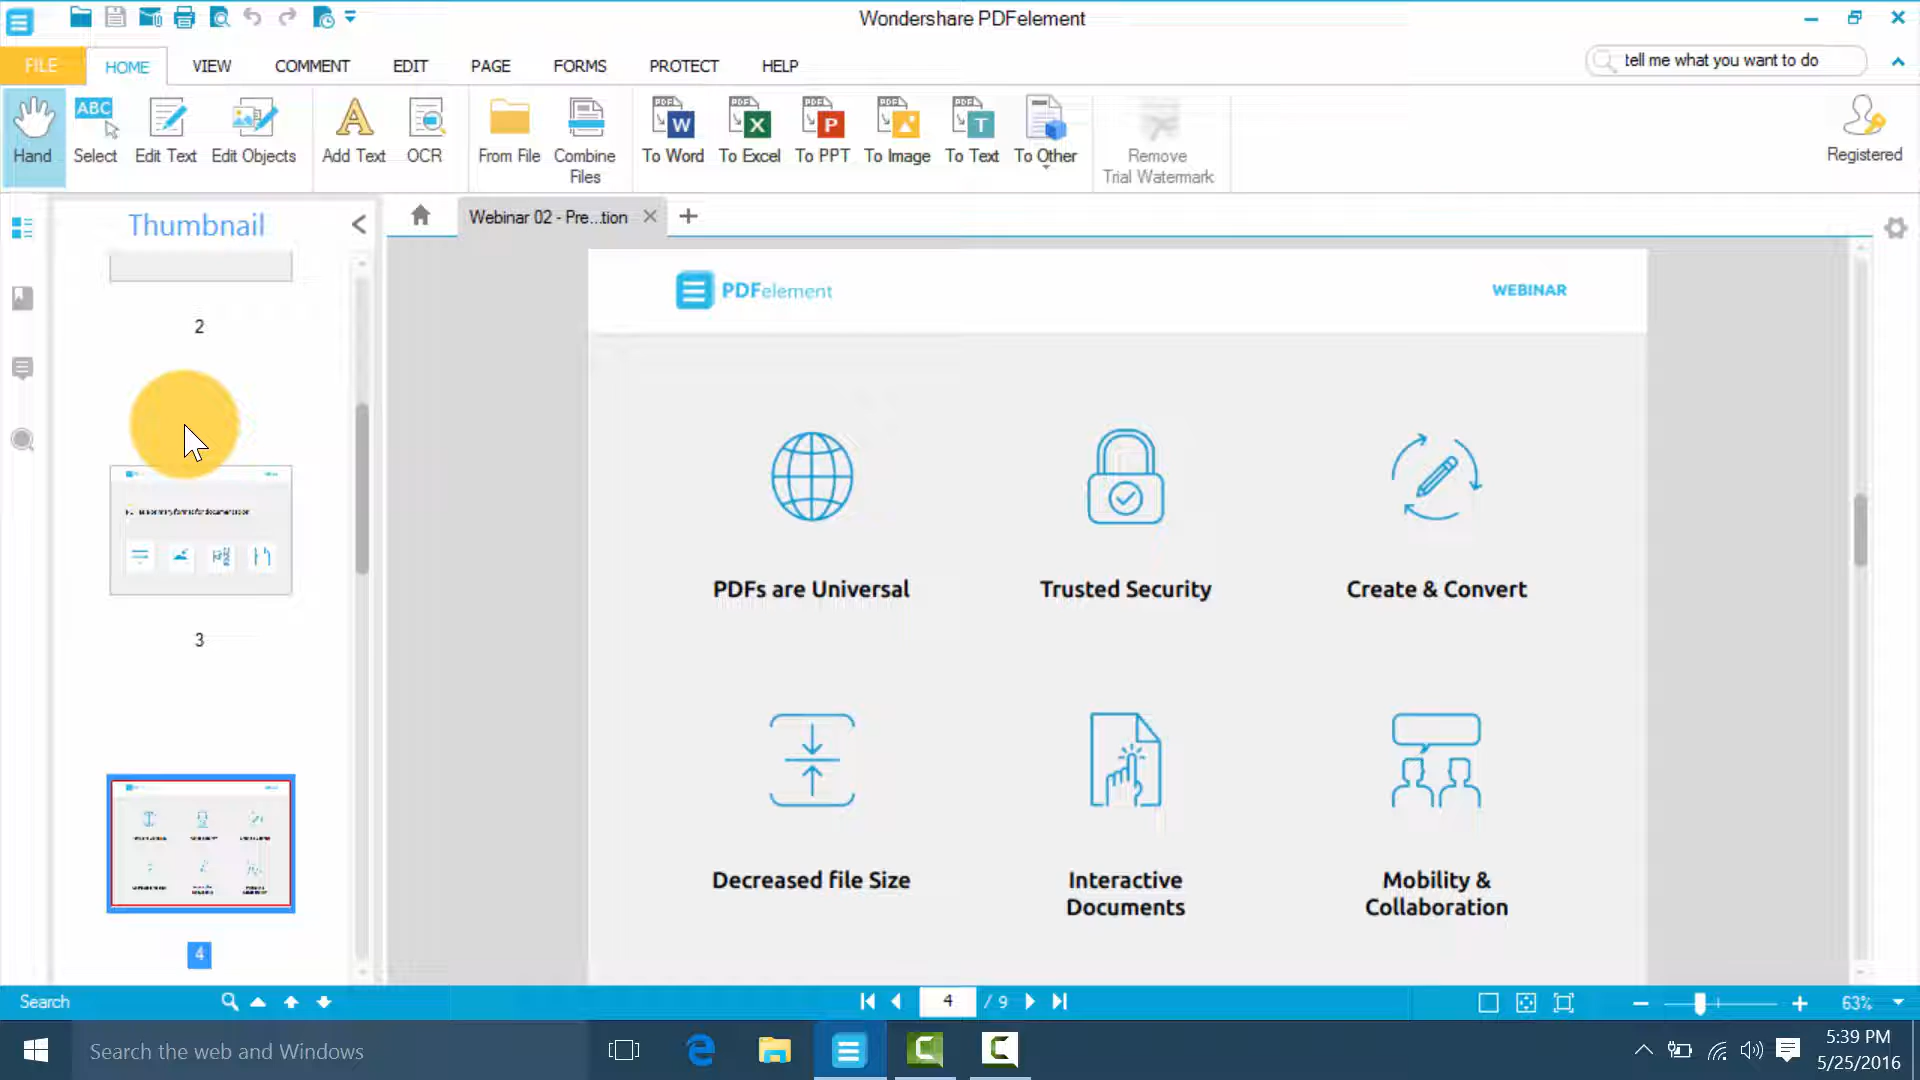 Wondershare PDFelement
FILE
HOME
VIEW
COMMENT
EDIT
PAGE
FORMS
PROTECT
HELP
tell me what you want to do
Hand
ABC
Select
Edit Text
Edit Objects
Add Text
OCR
From File
Combine
Files
To Word
To Excel
To PPT
To Image
To Text
To Other
Remove
Trial Watermark
Registered
Thumbnail
Webinar 02 - Pre...tion
2
3
4
PDFelement
WEBINAR
PDFs are Universal
Trusted Security
Create & Convert
Decreased file Size
Interactive
Documents
Mobility &
Collaboration
Search
4 / 9
63%
Search the web and Windows
5:39 PM
5/25/2016